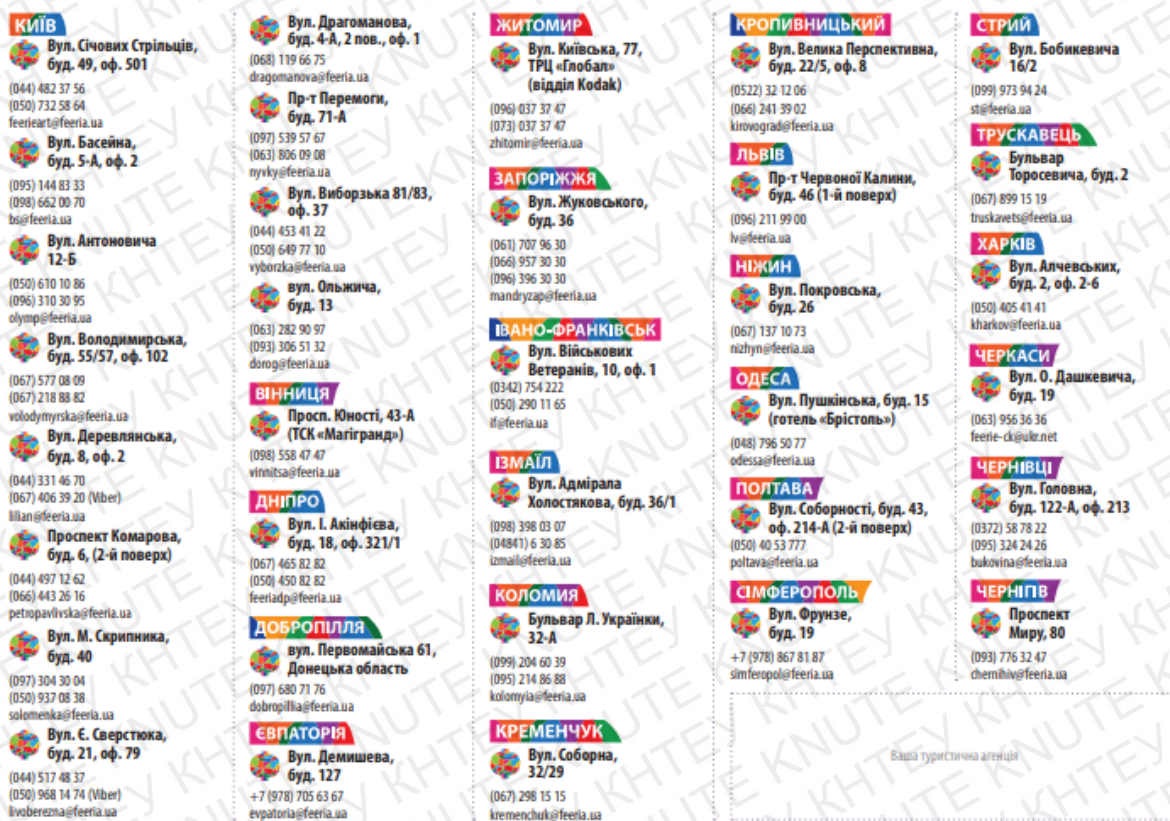 КИЇВ
Вул. Січових Стрільців,
буд. 49, оф. 501
(044) 482 37 56
(050) 732 58 64
feerieart@feeria.ua
Вул. Басейна,
буд. 5-А, оф. 2
(095) 144 83 33
(098) 662 00 70
bs@feeria.ua
Вул. Антоновича
12-Б
(050) 610 10 86
(096) 310 30 95
olymp@feeria.ua
Вул. Володимирська,
буд. 55/57, оф. 102
(067) 577 08 09
(067) 218 88 82
volodymyrska@feeria.ua
Вул. Деревлянська,
буд. 8, оф. 2
(044) 331 46 70
(067) 406 39 20 (Viber)
lilian@feeria.ua
Проспект Комарова,
буд. 6, (2-й поверх)
(044) 497 12 62
(066) 443 26 16
petropavlivska@feeria.ua
Вул. М. Скрипника,
буд. 40
(097) 304 30 04
(050) 937 08 38
solomenka@feeria.ua
Вул. Є. Сверстюка,
буд. 21, оф. 79
(044) 517 48 37
(050) 968 14 74 (Viber)
livoberezna@feeria.ua
Вул. Драгоманова,
буд. 4-А, 2 пов., оф. 1
(068) 119 66 75
dragomanova@feeria.ua
Пр-т Перемоги,
буд. 71-А
(097) 539 57 67
(063) 806 09 08
nyvky@feeria.ua
Вул. Виборзька 81/83,
оф. 37
(044) 453 41 22
(050) 649 77 10
vyborzka@feeria.ua
вул. Ольжича,
буд. 13
(063) 282 90 97
(093) 306 51 32
dorog@feeria.ua
ВІННИЦЯ
Просп. Юності, 43-А
(ТСК «Магігранд»)
(098) 558 47 47
vinnitsa@feeria.ua
ДНІПРО
Вул. І. Акінфієва,
буд. 18, оф. 321/1
(067) 465 82 82
(050) 450 82 82
feeriadp@feeria.ua
ДОБРОПІЛЛЯ
вул. Первомайська 61,
Донецька область
(097) 680 71 76
dobropillia@feeria.ua
ЄВПАТОРІЯ
Вул. Демишева,
буд. 127
+7 (978) 705 63 67
evpatoria@feeria.ua
ЖИТОМИР
Вул. Київська, 77,
ТРЦ «Глобал»
(відділ Kodak)
(096) 037 37 47
(073) 037 37 47
zhitomir@feeria.ua
ЗАПОРІЖЖЯ
Вул. Жуковського,
буд. 36
(061) 707 96 30
(066) 957 30 30
(096) 396 30 30
mandryzap@feeria.ua
ІВАНО-ФРАНКІВСЬК
Вул. Військових
Ветеранів, 10, оф. 1
(0342) 754 222
(050) 290 11 65
if@feeria.ua
ІЗМАЇЛ
Вул. Адмірала
Холостякова, буд. 36/1
(098) 398 03 07
(04841) 6 30 85
izmail@feeria.ua
КОЛОМИЯ
Бульвар Л. Українки,
32-А
(099) 204 60 39
(095) 214 86 88
kolomyia@feeria.ua
КРЕМЕНЧУК
Вул. Соборна,
32/29
(067) 298 15 15
kremenchuk@feeria.ua
КРОПИВНИЦЬКИЙ
Вул. Велика Перспективна,
буд. 22/5, оф. 8
(0522) 32 12 06
(066) 241 39 02
kirovograd@feeria.ua
ЛЬВІВ
Пр-т Червоної Калини,
буд. 46 (1-й поверх)
(096) 211 99 00
lv@feeria.ua
НІЖИН
Вул. Покровська,
буд. 26
(067) 137 10 73
nizhyn@feeria.ua
ОДЕСА
Вул. Пушкінська, буд. 15
(готель «Брістоль»)
(048) 796 50 77
odessa@feeria.ua
ПОЛТАВА
Вул. Соборності, буд. 43,
оф. 214-А (2-й поверх)
(050) 40 53 777
poltava@feeria.ua
СІМФЕРОПОЛЬ
Вул. Фрунзе,
буд. 19
+7 (978) 867 81 87
simferopol@feeria.ua
СТРИЙ
Вул. Бобикевича
16/2
(099) 973 94 24
st@feeria.ua
ТРУСКАВЕЦЬ
Бульвар
Торосевича, буд. 2
(067) 899 15 19
truskavets@feeria.ua
ХАРКІВ
Вул. Алчевських,
буд. 2, оф. 2-6
(050) 405 41 41
kharkov@feeria.ua
ЧЕРКАСИ
Вул. О. Дашкевича,
буд. 19
(063) 956 36 36
feerie-ck@ukr.net
ЧЕРНІВЦІ
Вул. Головна,
буд. 122-А, оф. 213
(0372) 58 78 22
(095) 324 24 26
bukovina@feeria.ua
ЧЕРНІГІВ
Проспект
Миру, 80
(093) 776 32 47
chernihiv@feeria.ua
Ваша туристична агенція
KHTEY KNUTE